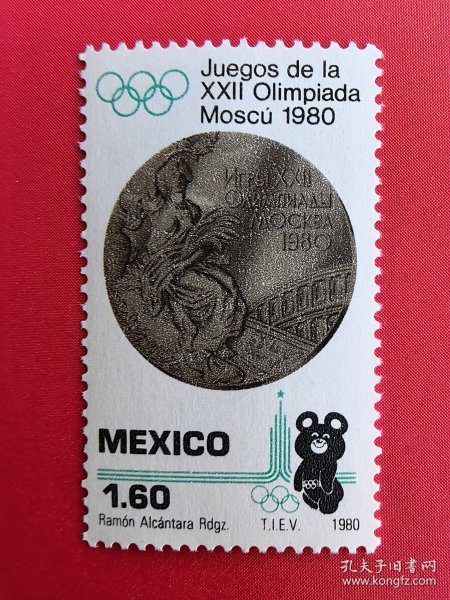 Juegos de la
XXII Olimpiada
Moscú 1980
ИГРЫ XXII
ОЛИМПИАДЫ
МОСКВА
1980
MEXICO
1.60
Ramón Alcántara Rdgz.
T.I.E.V.
1980
孔夫子旧书网
www.kongfz.com